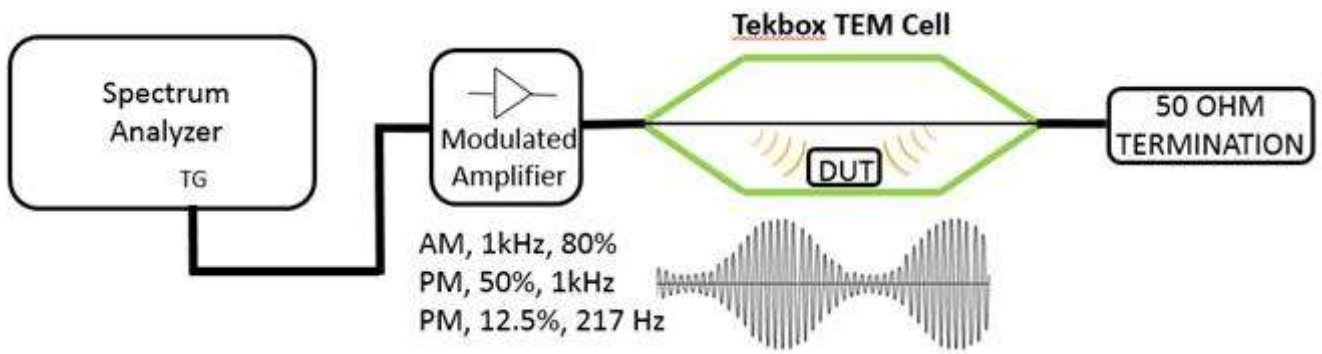 Tekbox TEM Cell
Spectrum
Analyzer
TG
Modulated
Amplifier
DUT
50 OHM
TERMINATION
AM, 1kHz, 80%
PM, 50%, 1kHz
PM, 12.5%, 217 Hz